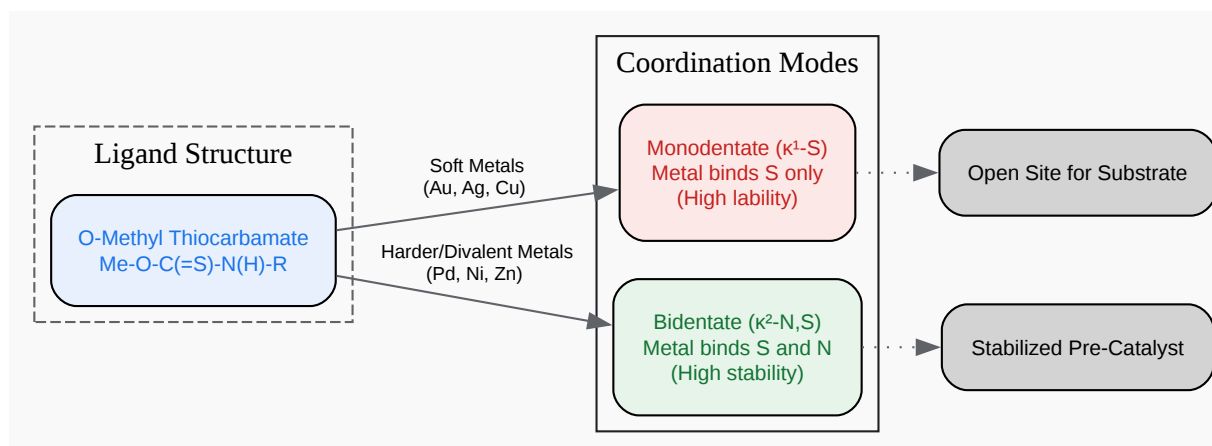 Ligand Structure
O-Methyl Thiocarbamate
Me-O-C(=S)-N(H)-R
Soft Metals
(Au, Ag, Cu)
Harder/Divalent Metals
(Pd, Ni, Zn)
Coordination Modes
Monodentate (κ¹-S)
Metal binds S only
(High lability)
Bidentate (κ²-N,S)
Metal binds S and N
(High stability)
Open Site for Substrate
Stabilized Pre-Catalyst